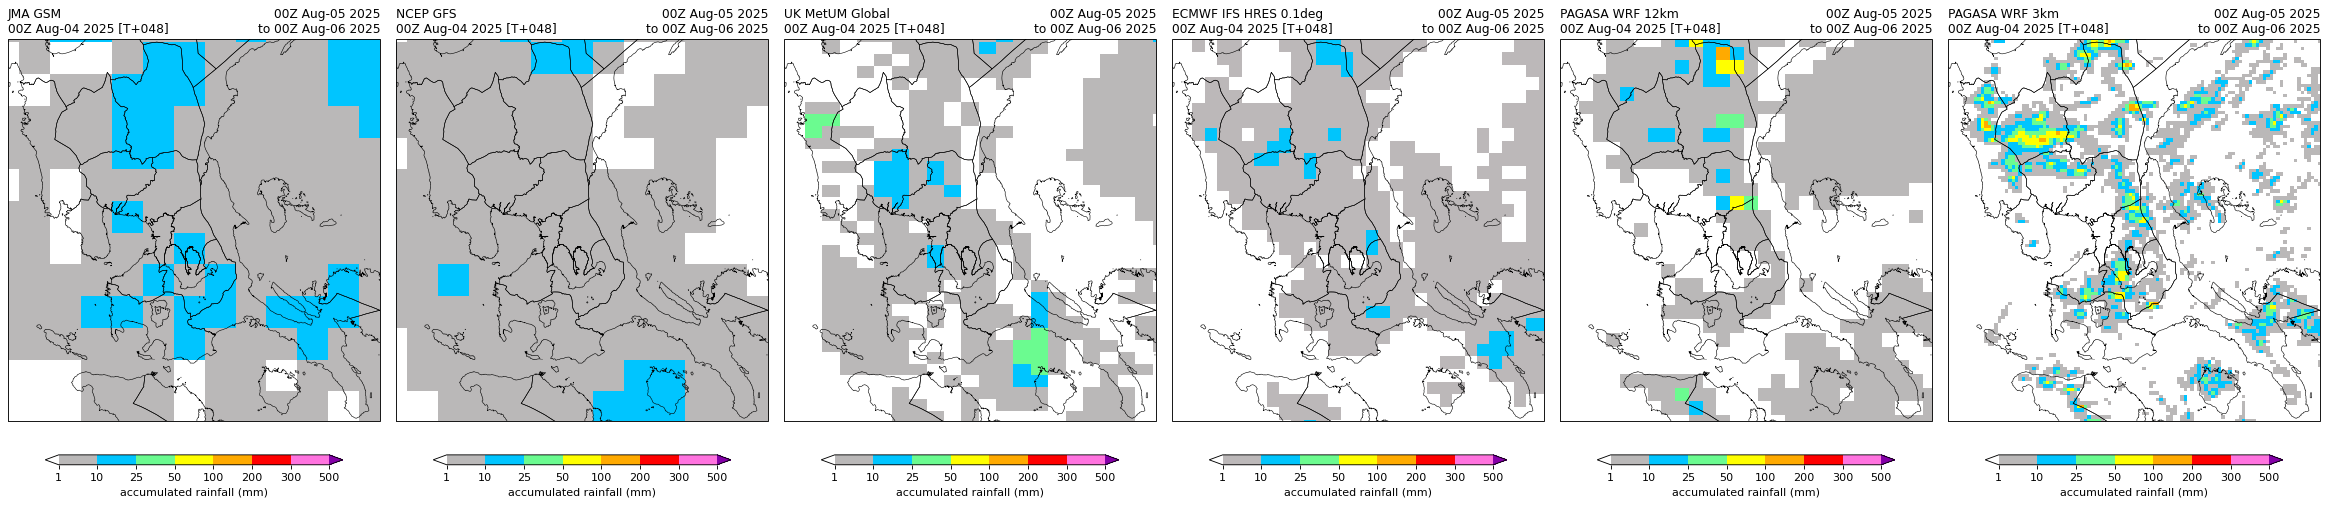 JMA GSM 00Z Aug-05 2025
00Z Aug-04 2025 [T+048] to 00Z Aug-06 2025
1 10 25 50 100 200 300 500
accumulated rainfall (mm)
NCEP GFS 00Z Aug-05 2025
00Z Aug-04 2025 [T+048] to 00Z Aug-06 2025
1 10 25 50 100 200 300 500
accumulated rainfall (mm)
UK MetUM Global 00Z Aug-05 2025
00Z Aug-04 2025 [T+048] to 00Z Aug-06 2025
1 10 25 50 100 200 300 500
accumulated rainfall (mm)
ECMWF IFS HRES 0.1deg 00Z Aug-05 2025
00Z Aug-04 2025 [T+048] to 00Z Aug-06 2025
1 10 25 50 100 200 300 500
accumulated rainfall (mm)
PAGASA WRF 12km 00Z Aug-05 2025
00Z Aug-04 2025 [T+048] to 00Z Aug-06 2025
1 10 25 50 100 200 300 500
accumulated rainfall (mm)
PAGASA WRF 3km 00Z Aug-05 2025
00Z Aug-04 2025 [T+048] to 00Z Aug-06 2025
1 10 25 50 100 200 300 500
accumulated rainfall (mm)